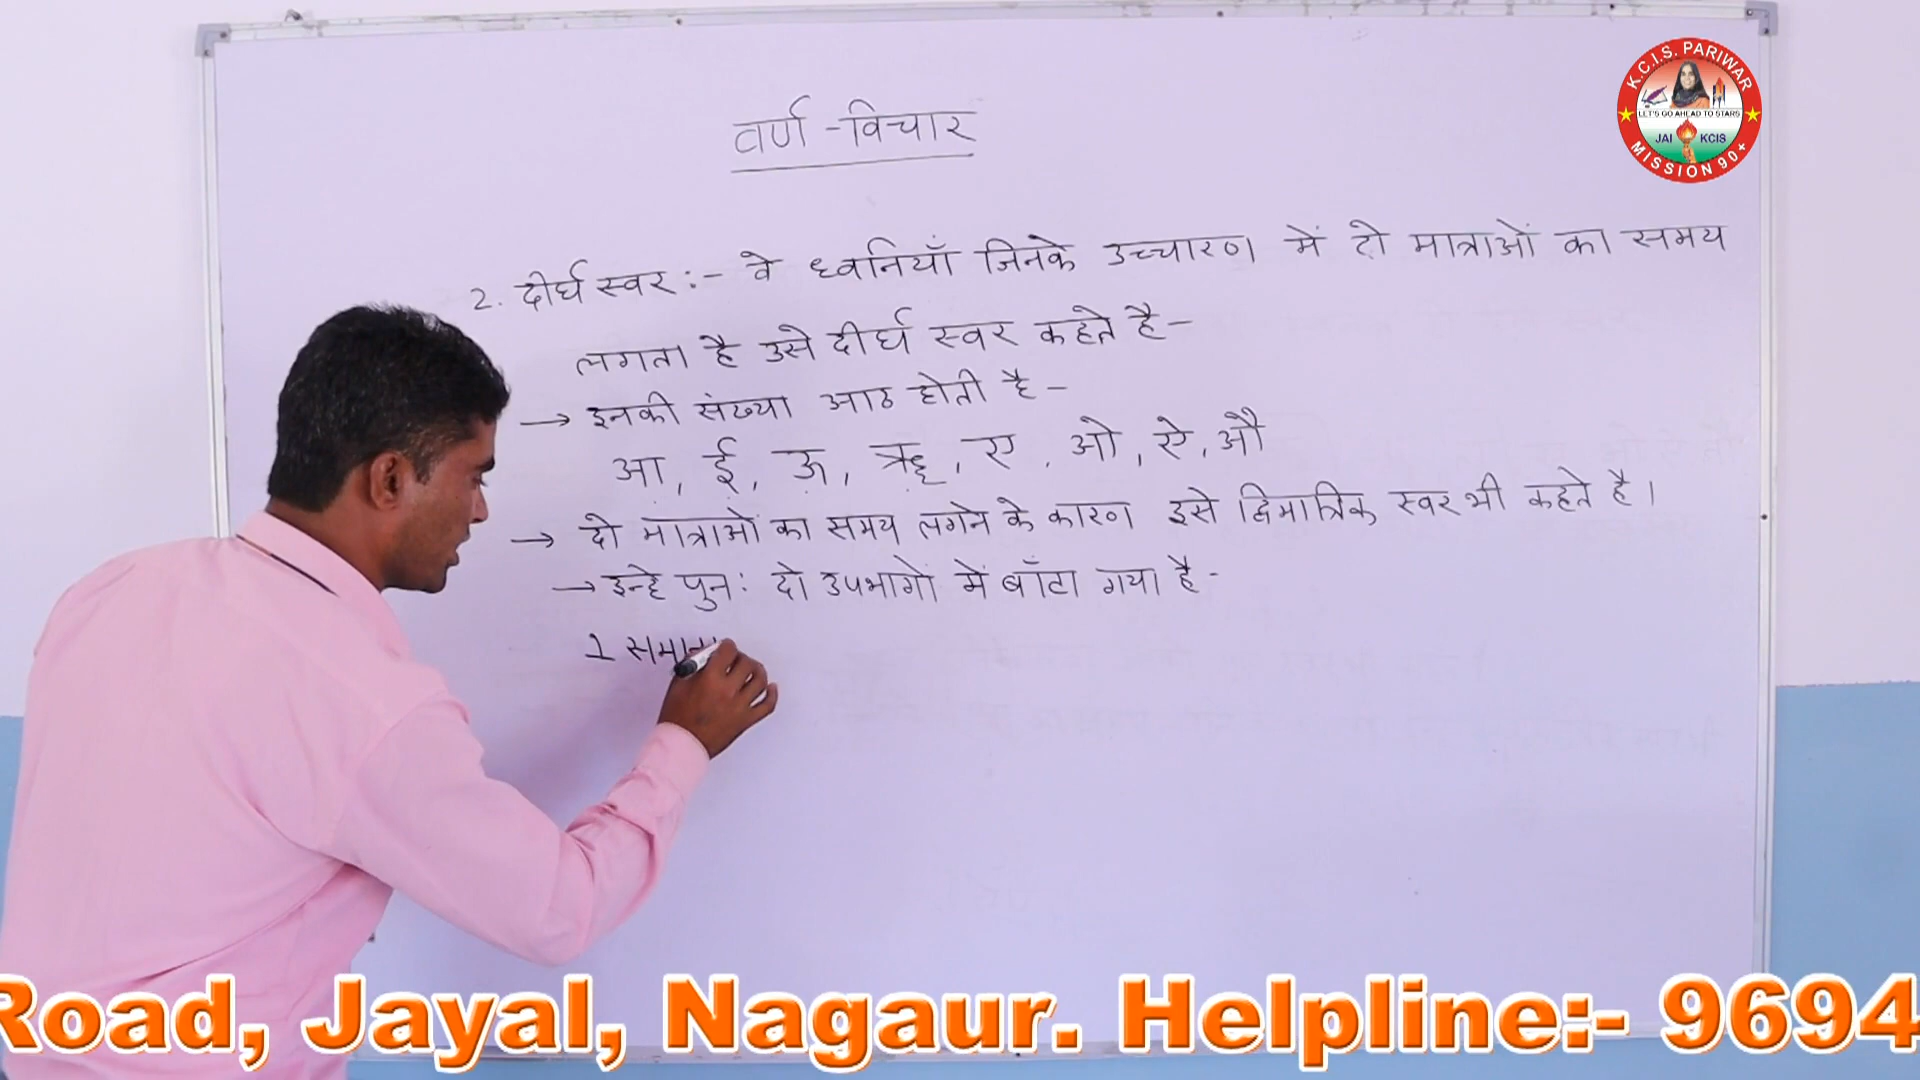 K.C.I.S. PARIWAR
LET'S GO AHEAD TO STARS
JAI KCIS
MISSION 90+
वर्ण - विचार
2. दीर्घ स्वर :- वे ध्वनियाँ जिनके उच्चारण में दो मात्राओं का समय
लगता है उसे दीर्घ स्वर कहते है -
→ इनकी संख्या आठ होती है -
आ, ई, ऊ, ॠ, ए, ओ, ऐ, औ
→ दो मात्राओं का समय लगने के कारण इसे द्विमात्रिक स्वर भी कहते है।
→ इन्हे पुनः दो उपभागों में बाँटा गया है -
1 समान
Road, Jayal, Nagaur. Helpline:- 9694